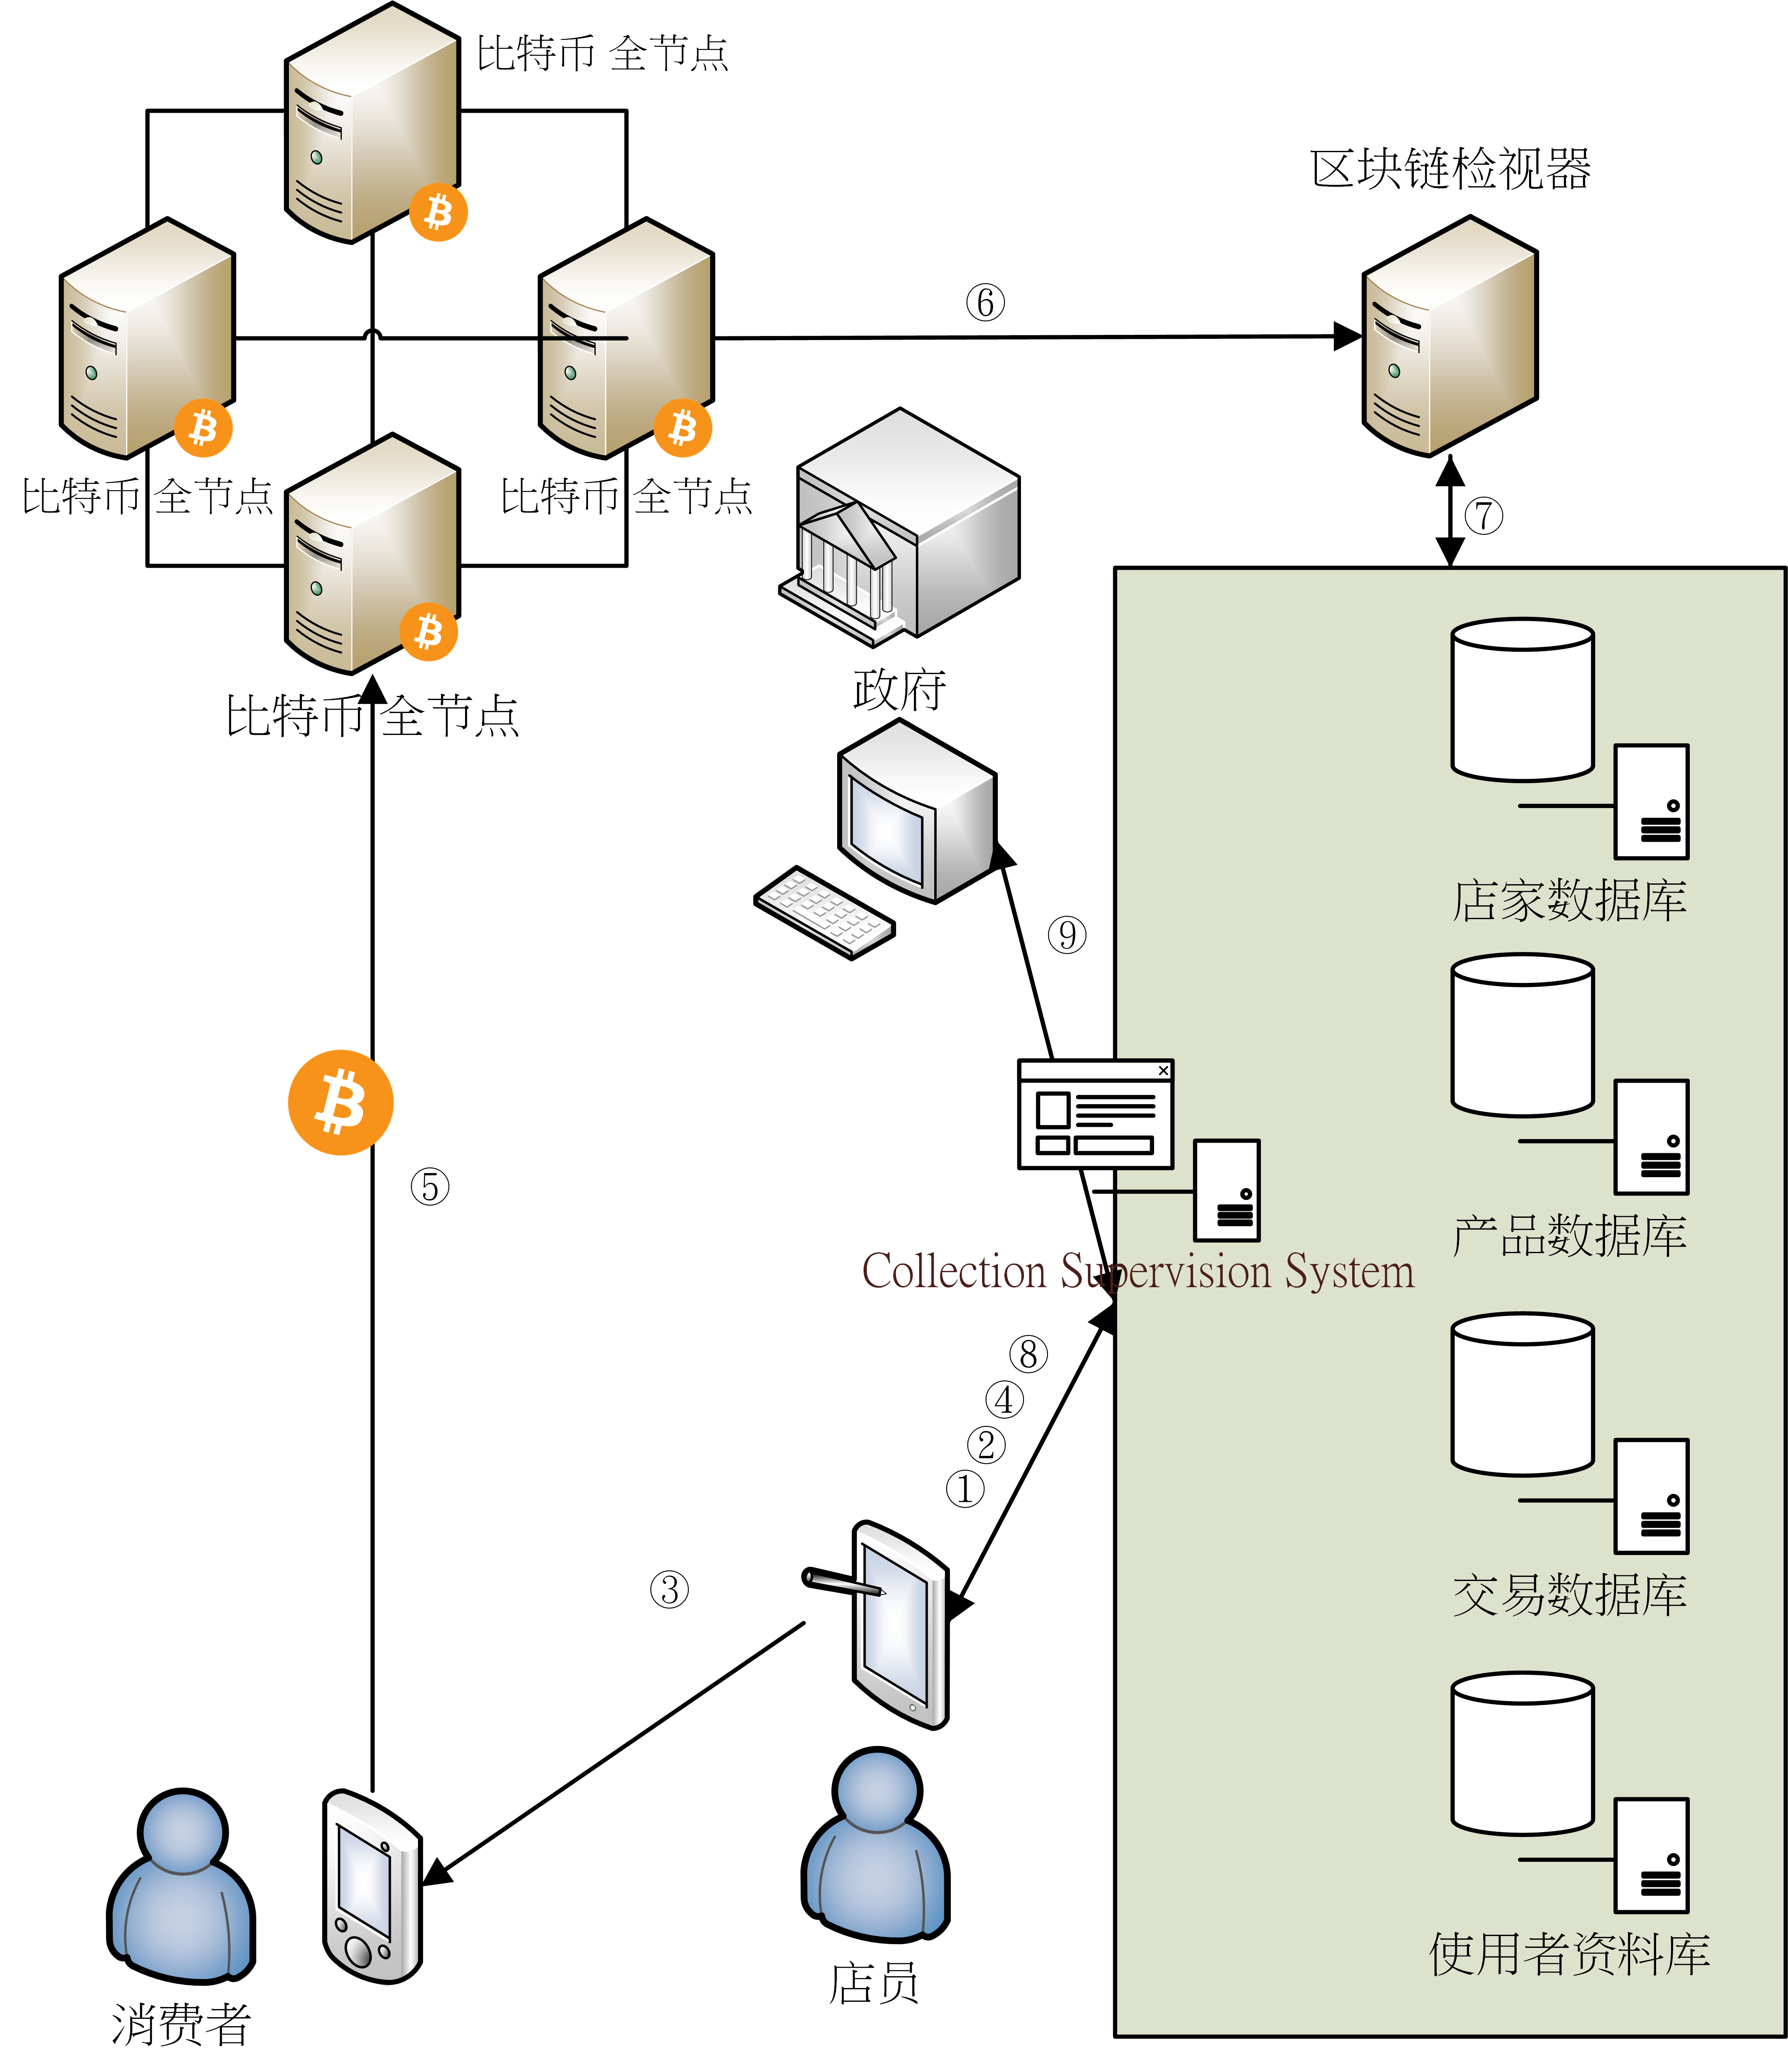 比特币 全节点
区块链检视器
⑥
比特币 全节点
比特币 全节点
⑦
政府
比特币 全节点
店家数据库
⑨
⑤
产品数据库
Collection Supervision System
⑧
④
②
①
③
交易数据库
使用者资料库
店员
消费者